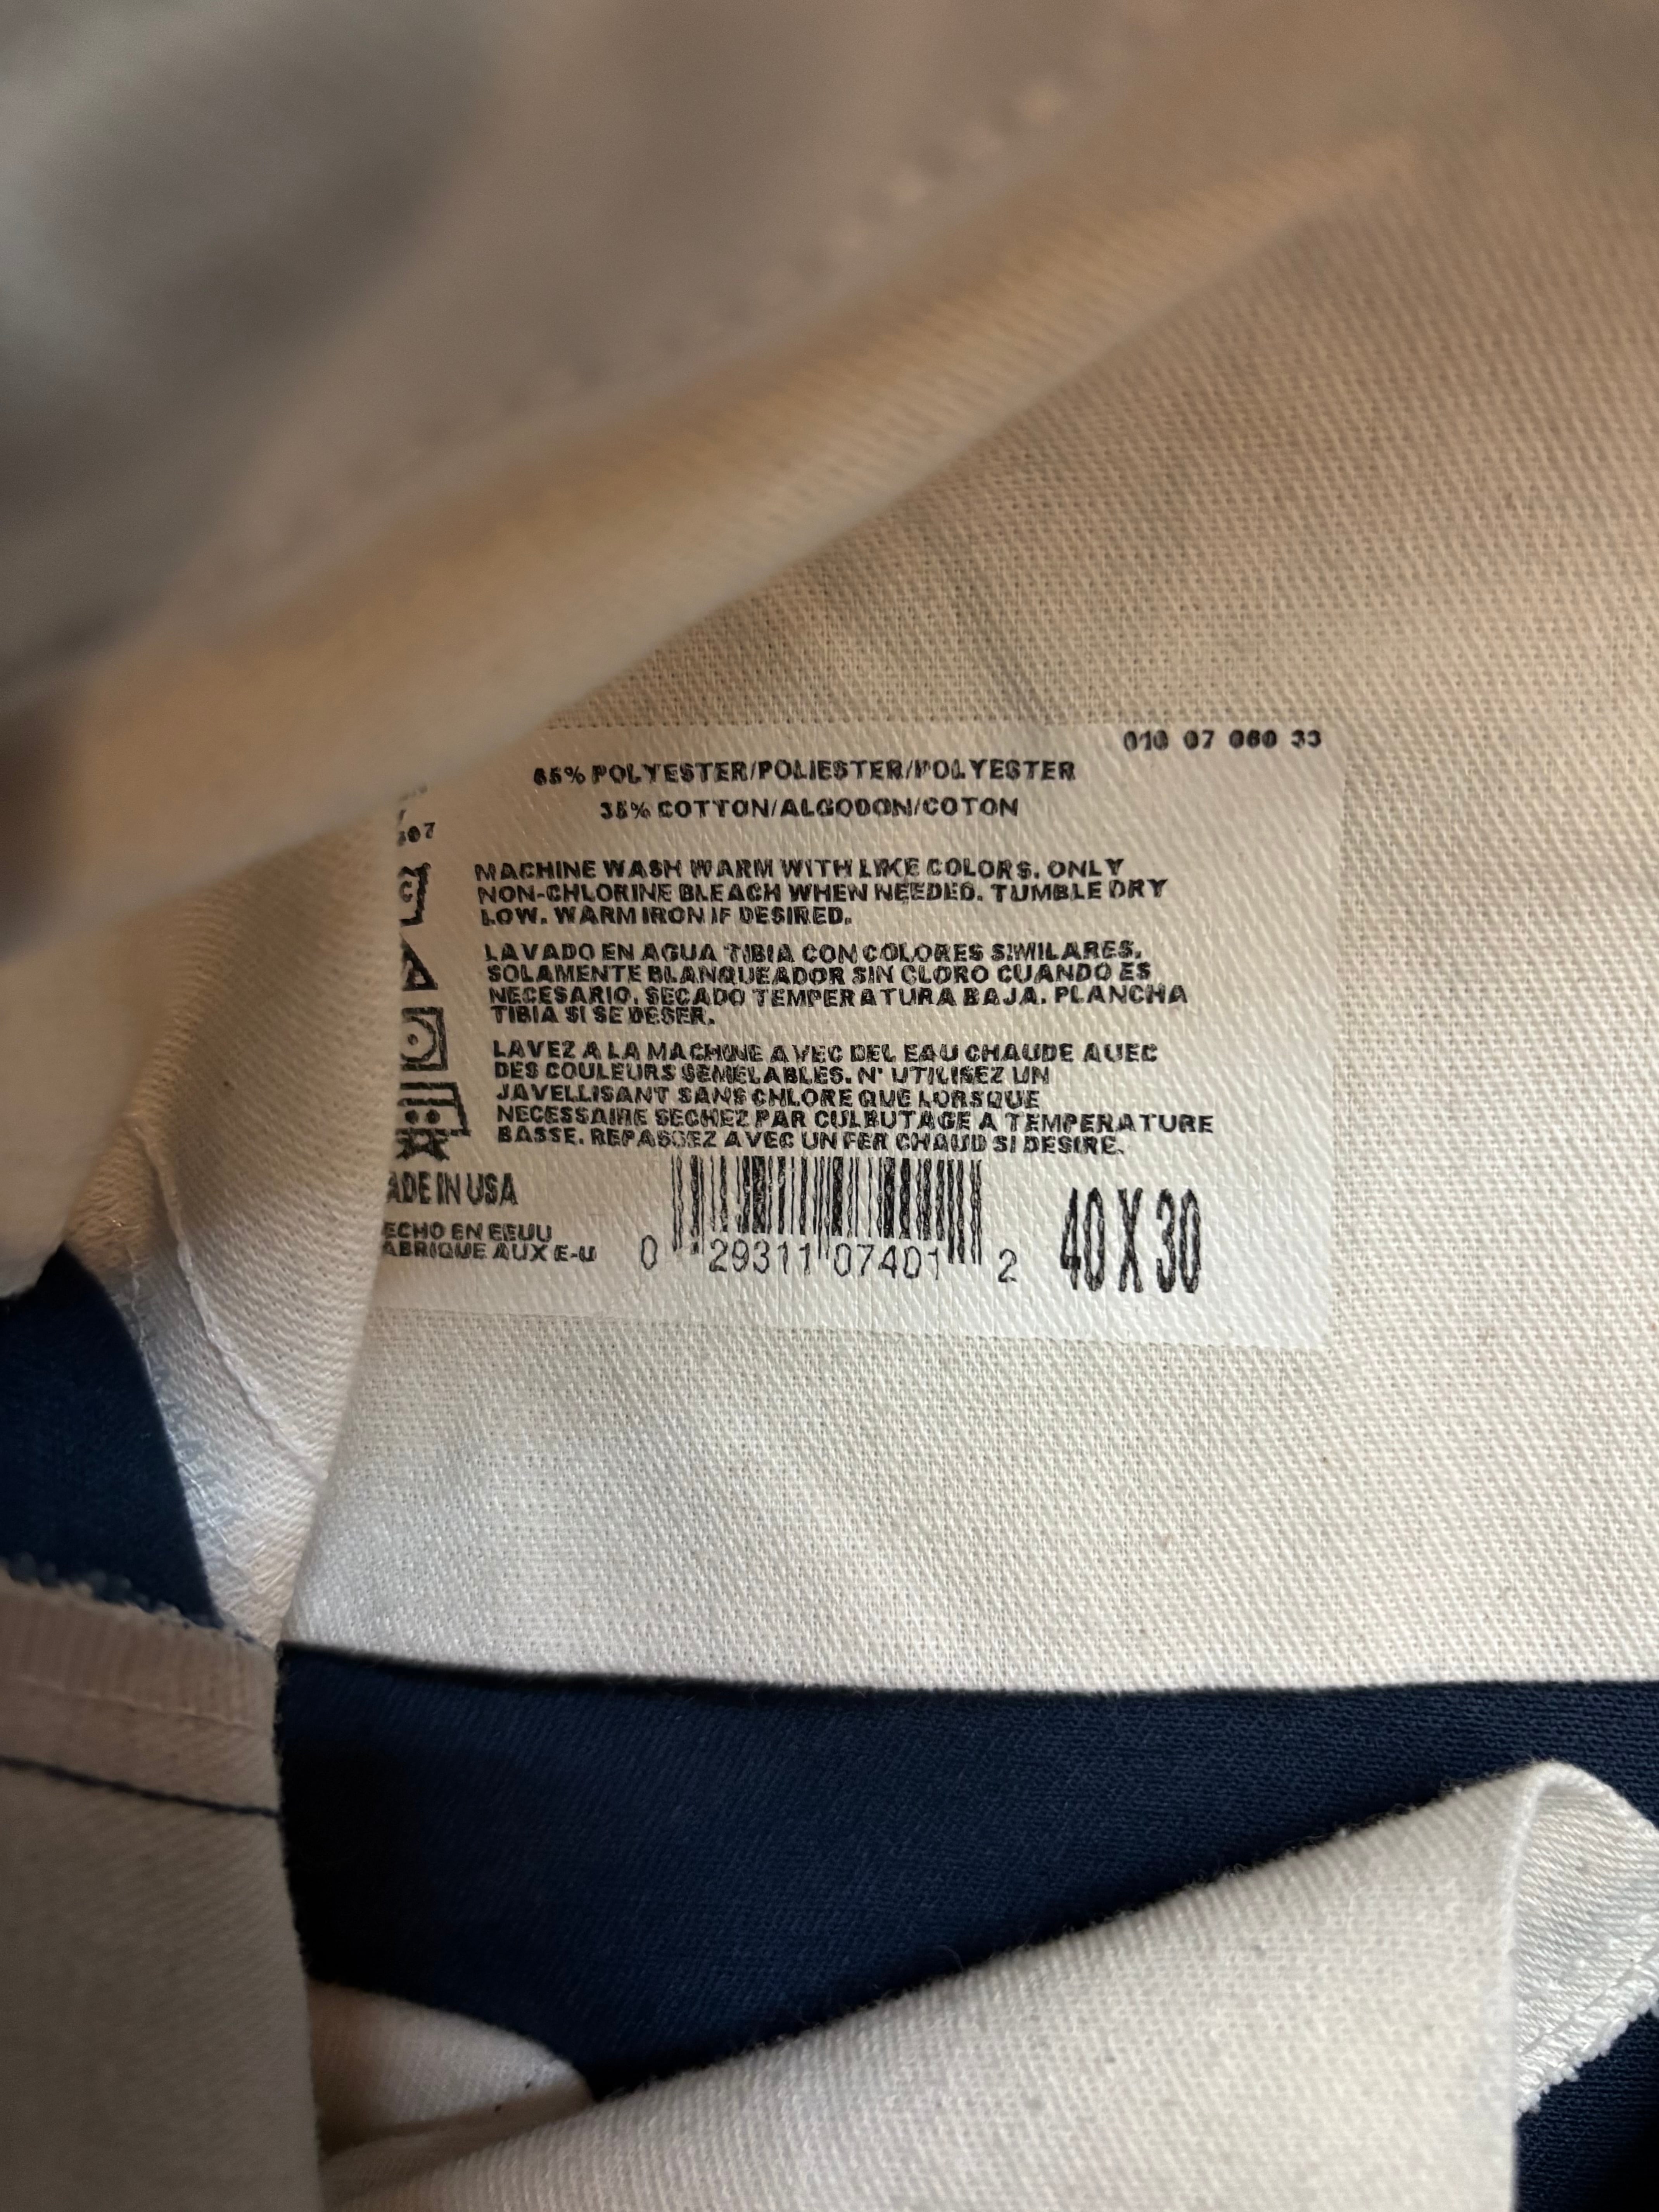 010 07 060 33
65% POLYESTER/POLIESTER/POLYESTER
35% COTTON/ALGODON/COTON
MACHINE WASH WARM WITH LIKE COLORS. ONLY
NON-CHLORINE BLEACH WHEN NEEDED. TUMBLE DRY
LOW. WARM IRON IF DESIRED.
LAVADO EN AGUA TIBIA CON COLORES SIMILARES.
SOLAMENTE BLANQUEADOR SIN CLORO CUANDO ES
NECESARIO. SECADO TEMPERATURA BAJA. PLANCHA
TIBIA SI SE DESER.
LAVEZ A LA MACHINE AVEC DEL EAU CHAUDE AUEC
DES COULEURS SEMELABLES. N' UTILISEZ UN
JAVELLISANT SANS CHLORE QUE LORSQUE
NECESSAIRE SECHEZ PAR CULBUTAGE A TEMPERATURE
BASSE. REPASSEZ AVEC UN FER CHAUD SI DESIRE.
ADE IN USA
ECHO EN EEUU
ABRIQUE AUX E-U
0 29311 07401 2
40 X 30